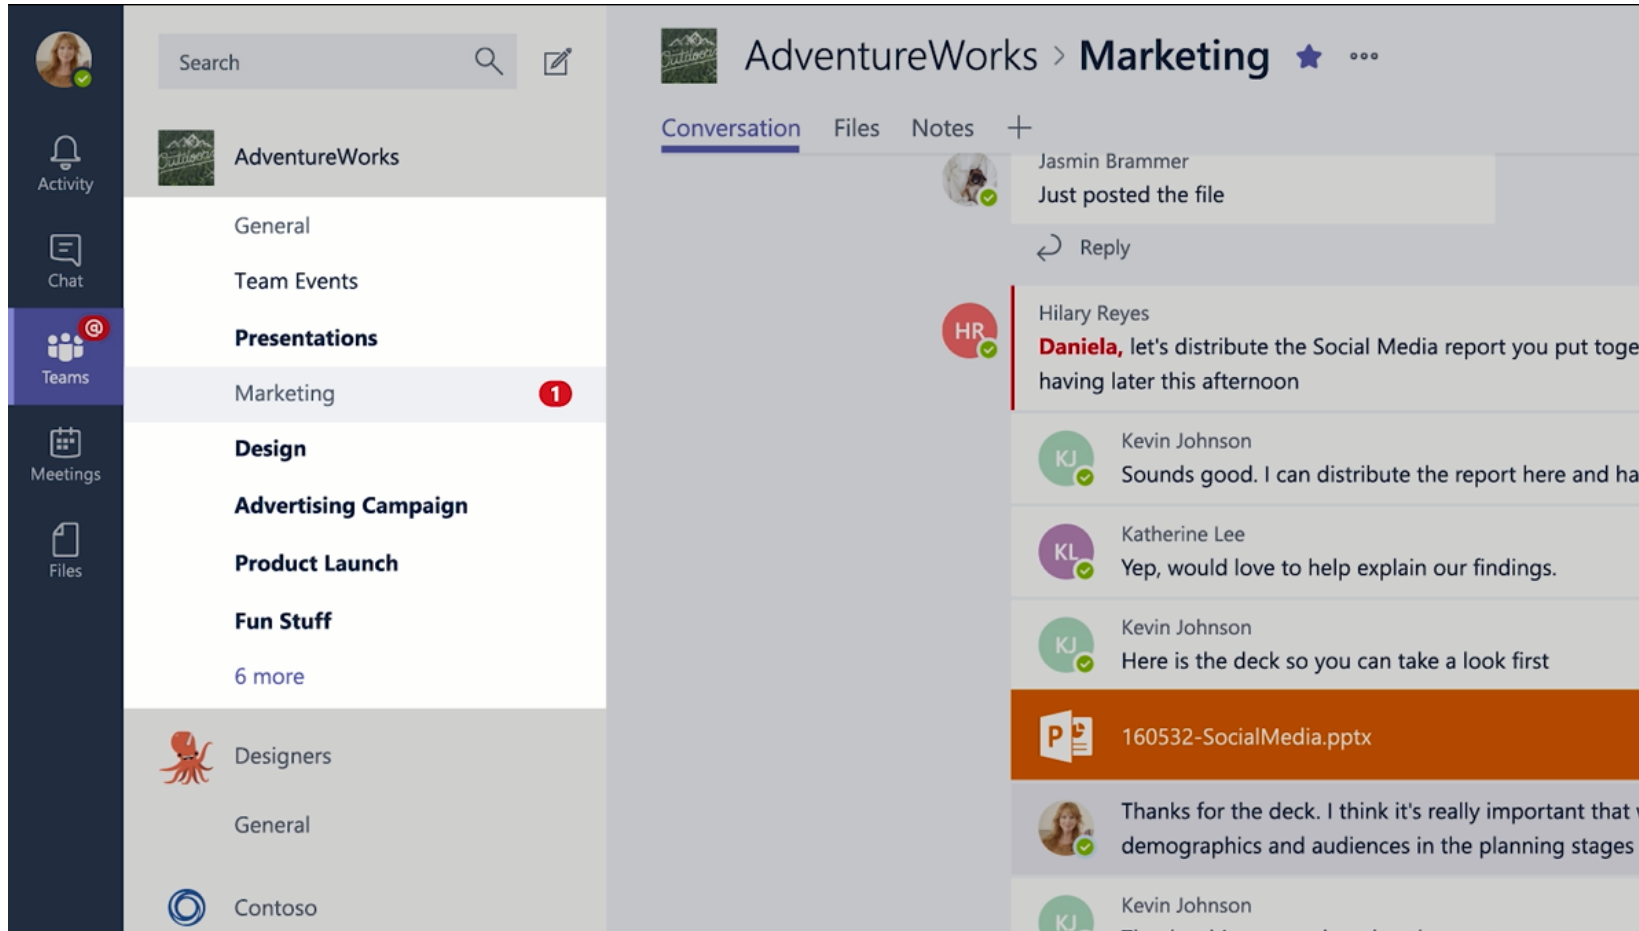 Search
AdventureWorks
General
Team Events
Presentations
Marketing
1
Design
Advertising Campaign
Product Launch
Fun Stuff
6 more
Designers
General
Contoso
Activity
Chat
@
Teams
Meetings
Files
Outdoors
AdventureWorks > Marketing
Conversation Files Notes
Jasmin Brammer
Just posted the file
Reply
HR
Hilary Reyes
Daniela, let's distribute the Social Media report you put toge
having later this afternoon
KJ
Kevin Johnson
Sounds good. I can distribute the report here and ha
KL
Katherine Lee
Yep, would love to help explain our findings.
KJ
Kevin Johnson
Here is the deck so you can take a look first
P
160532-SocialMedia.pptx
Thanks for the deck. I think it's really important that
demographics and audiences in the planning stages
KJ
Kevin Johnson